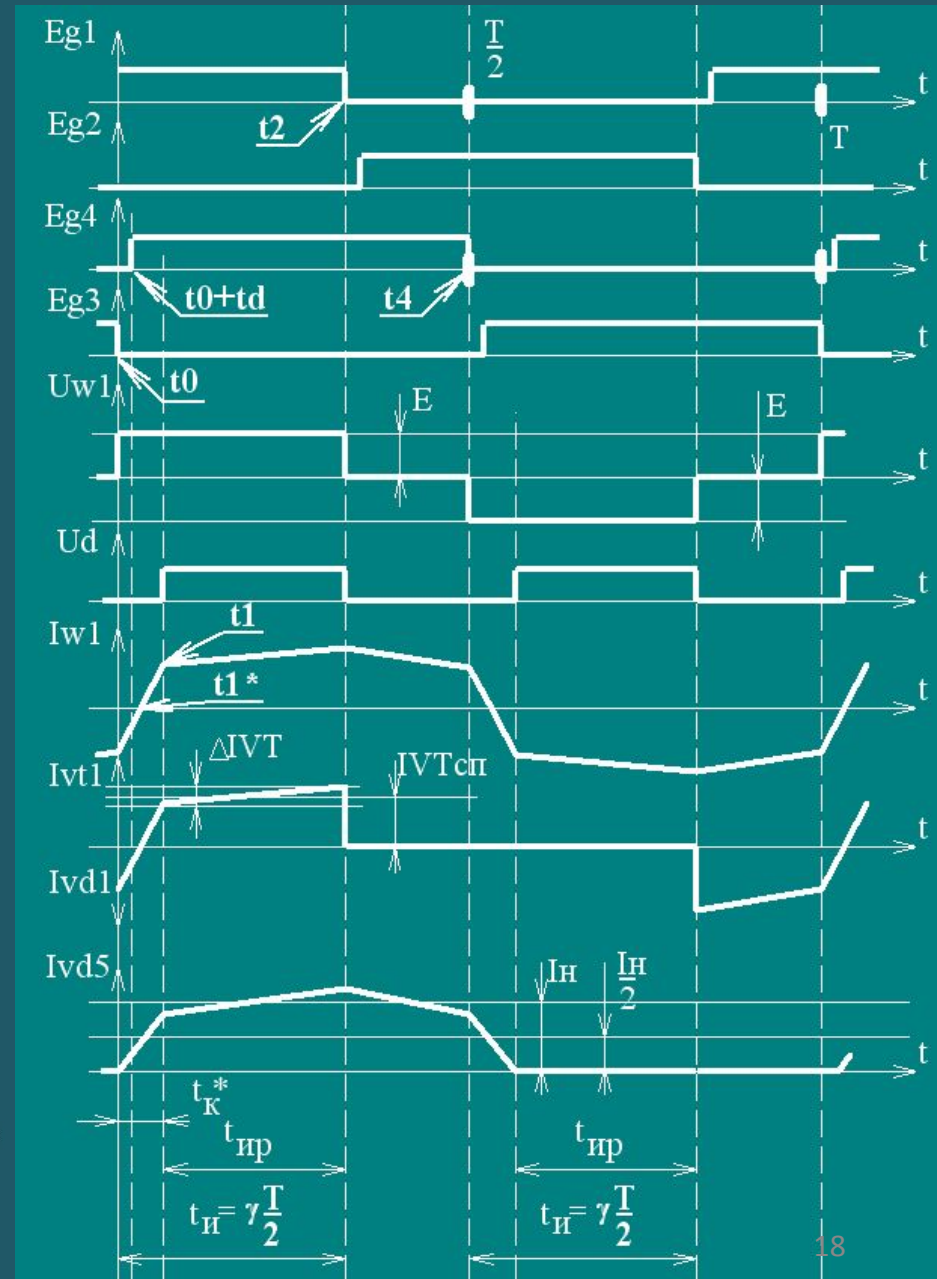 Eg1
T
2
t
t2
Eg2
T
t
Eg4
t
t0+td
t4
Eg3
t
t0
Uw1
E
E
t
Ud
t
t1
Iw1
t1*
t
ΔIVT
IVTсп
Ivt1
t
Ivd1
Ivd5
Iн
Iн
2
t
tк*
tир
tир
tи= γT
2
tи= γT
2
18